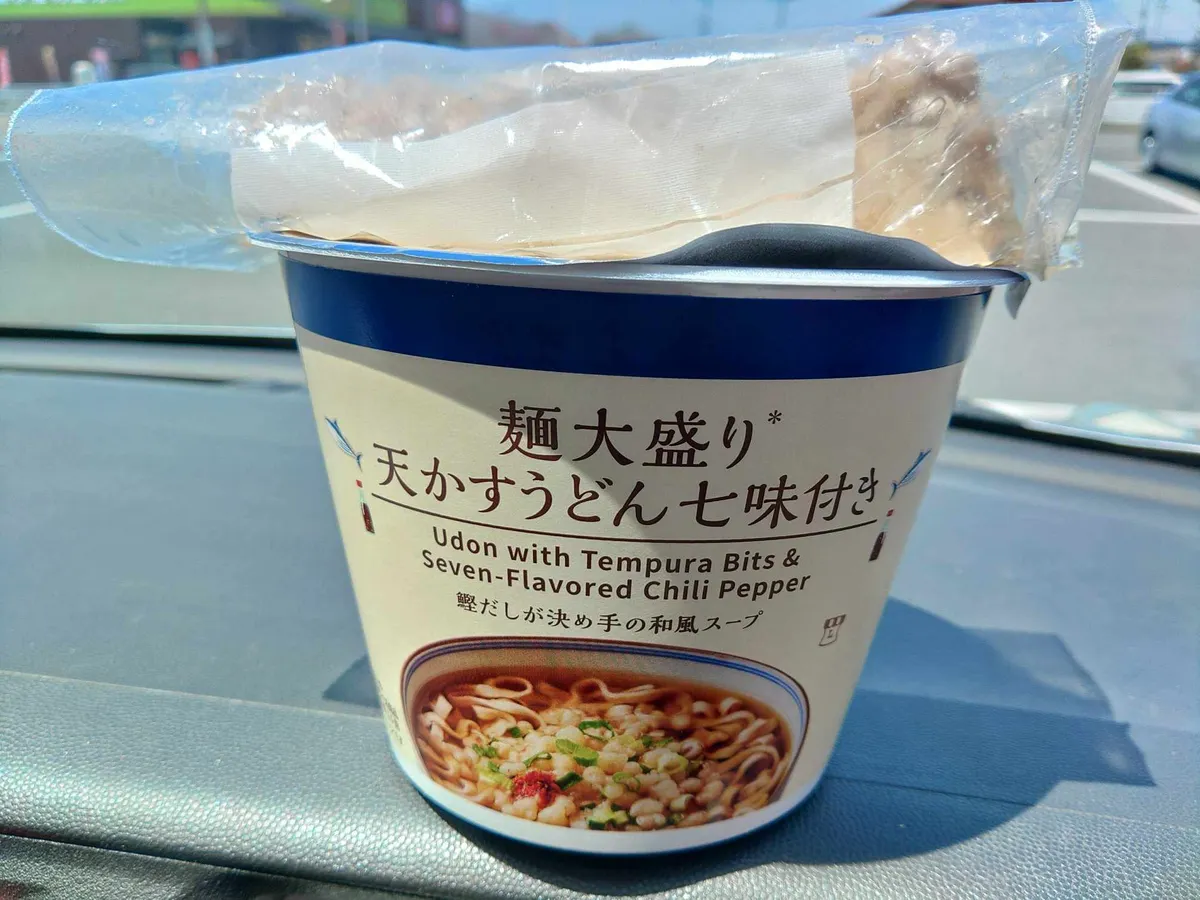 麺大盛り*
天かすうどん 七味付き
Udon with Tempura Bits &
Seven-Flavored Chili Pepper
鰹だしが決め手の和風スープ